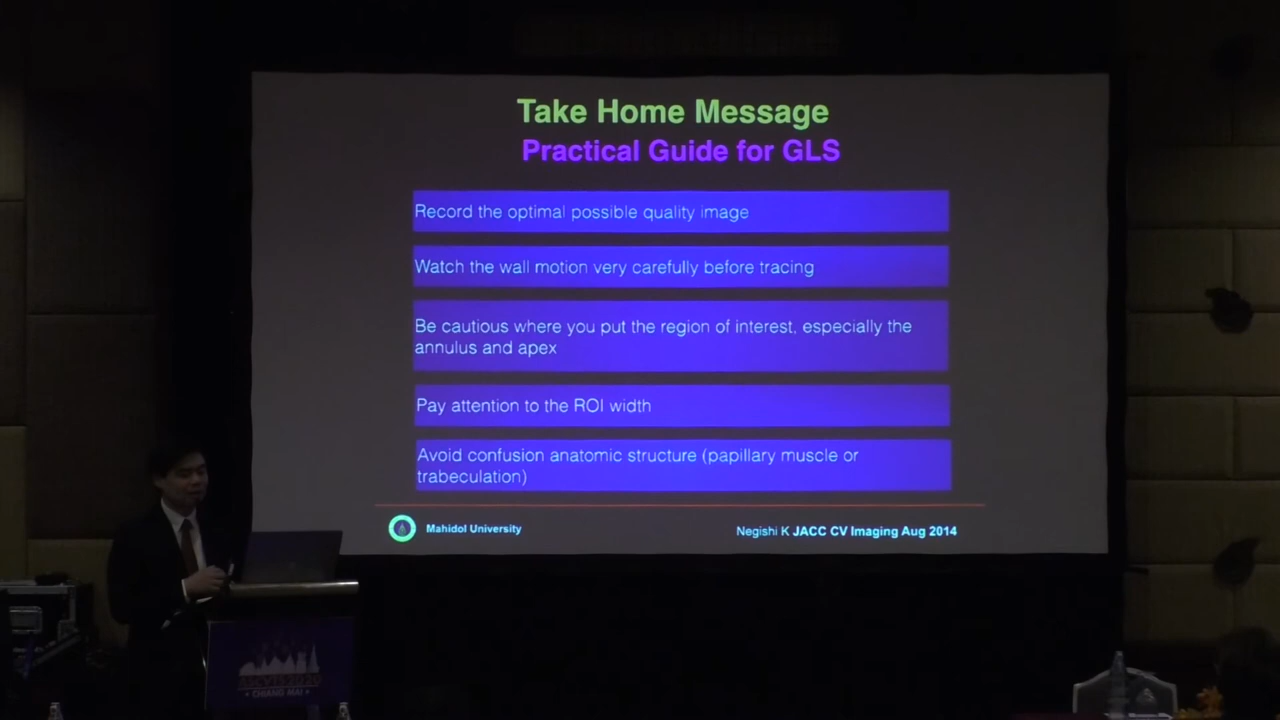 Take Home Message
Practical Guide for GLS
Record the optimal possible quality image
Watch the wall motion very carefully before tracing
Be cautious where you put the region of interest, especially the
annulus and apex
Pay attention to the ROI width
Avoid confusion anatomic structure (papillary muscle or
trabeculation)
Mahidol University
Negishi K JACC CV Imaging Aug 2014
ASCVTS2020
• CHIANG MAI •